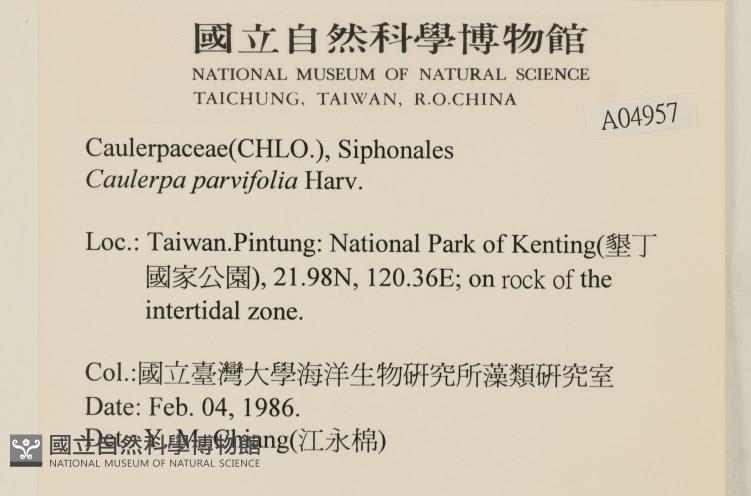 國立自然科學博物館
NATIONAL MUSEUM OF NATURAL SCIENCE
TAICHUNG, TAIWAN, R.O.CHINA
A04957
Caulerpaceae(CHLO.), Siphonales
Caulerpa parvifolia Harv.
Loc.: Taiwan.Pintung: National Park of Kenting(墾丁
國家公園), 21.98N, 120.36E; on rock of the
intertidal zone.
Col.:國立臺灣大學海洋生物研究所藻類研究室
Date: Feb. 04, 1986.
Det.: Y. M. Chiang(江永棉)
國立自然科學博物館
NATIONAL MUSEUM OF NATURAL SCIENCE